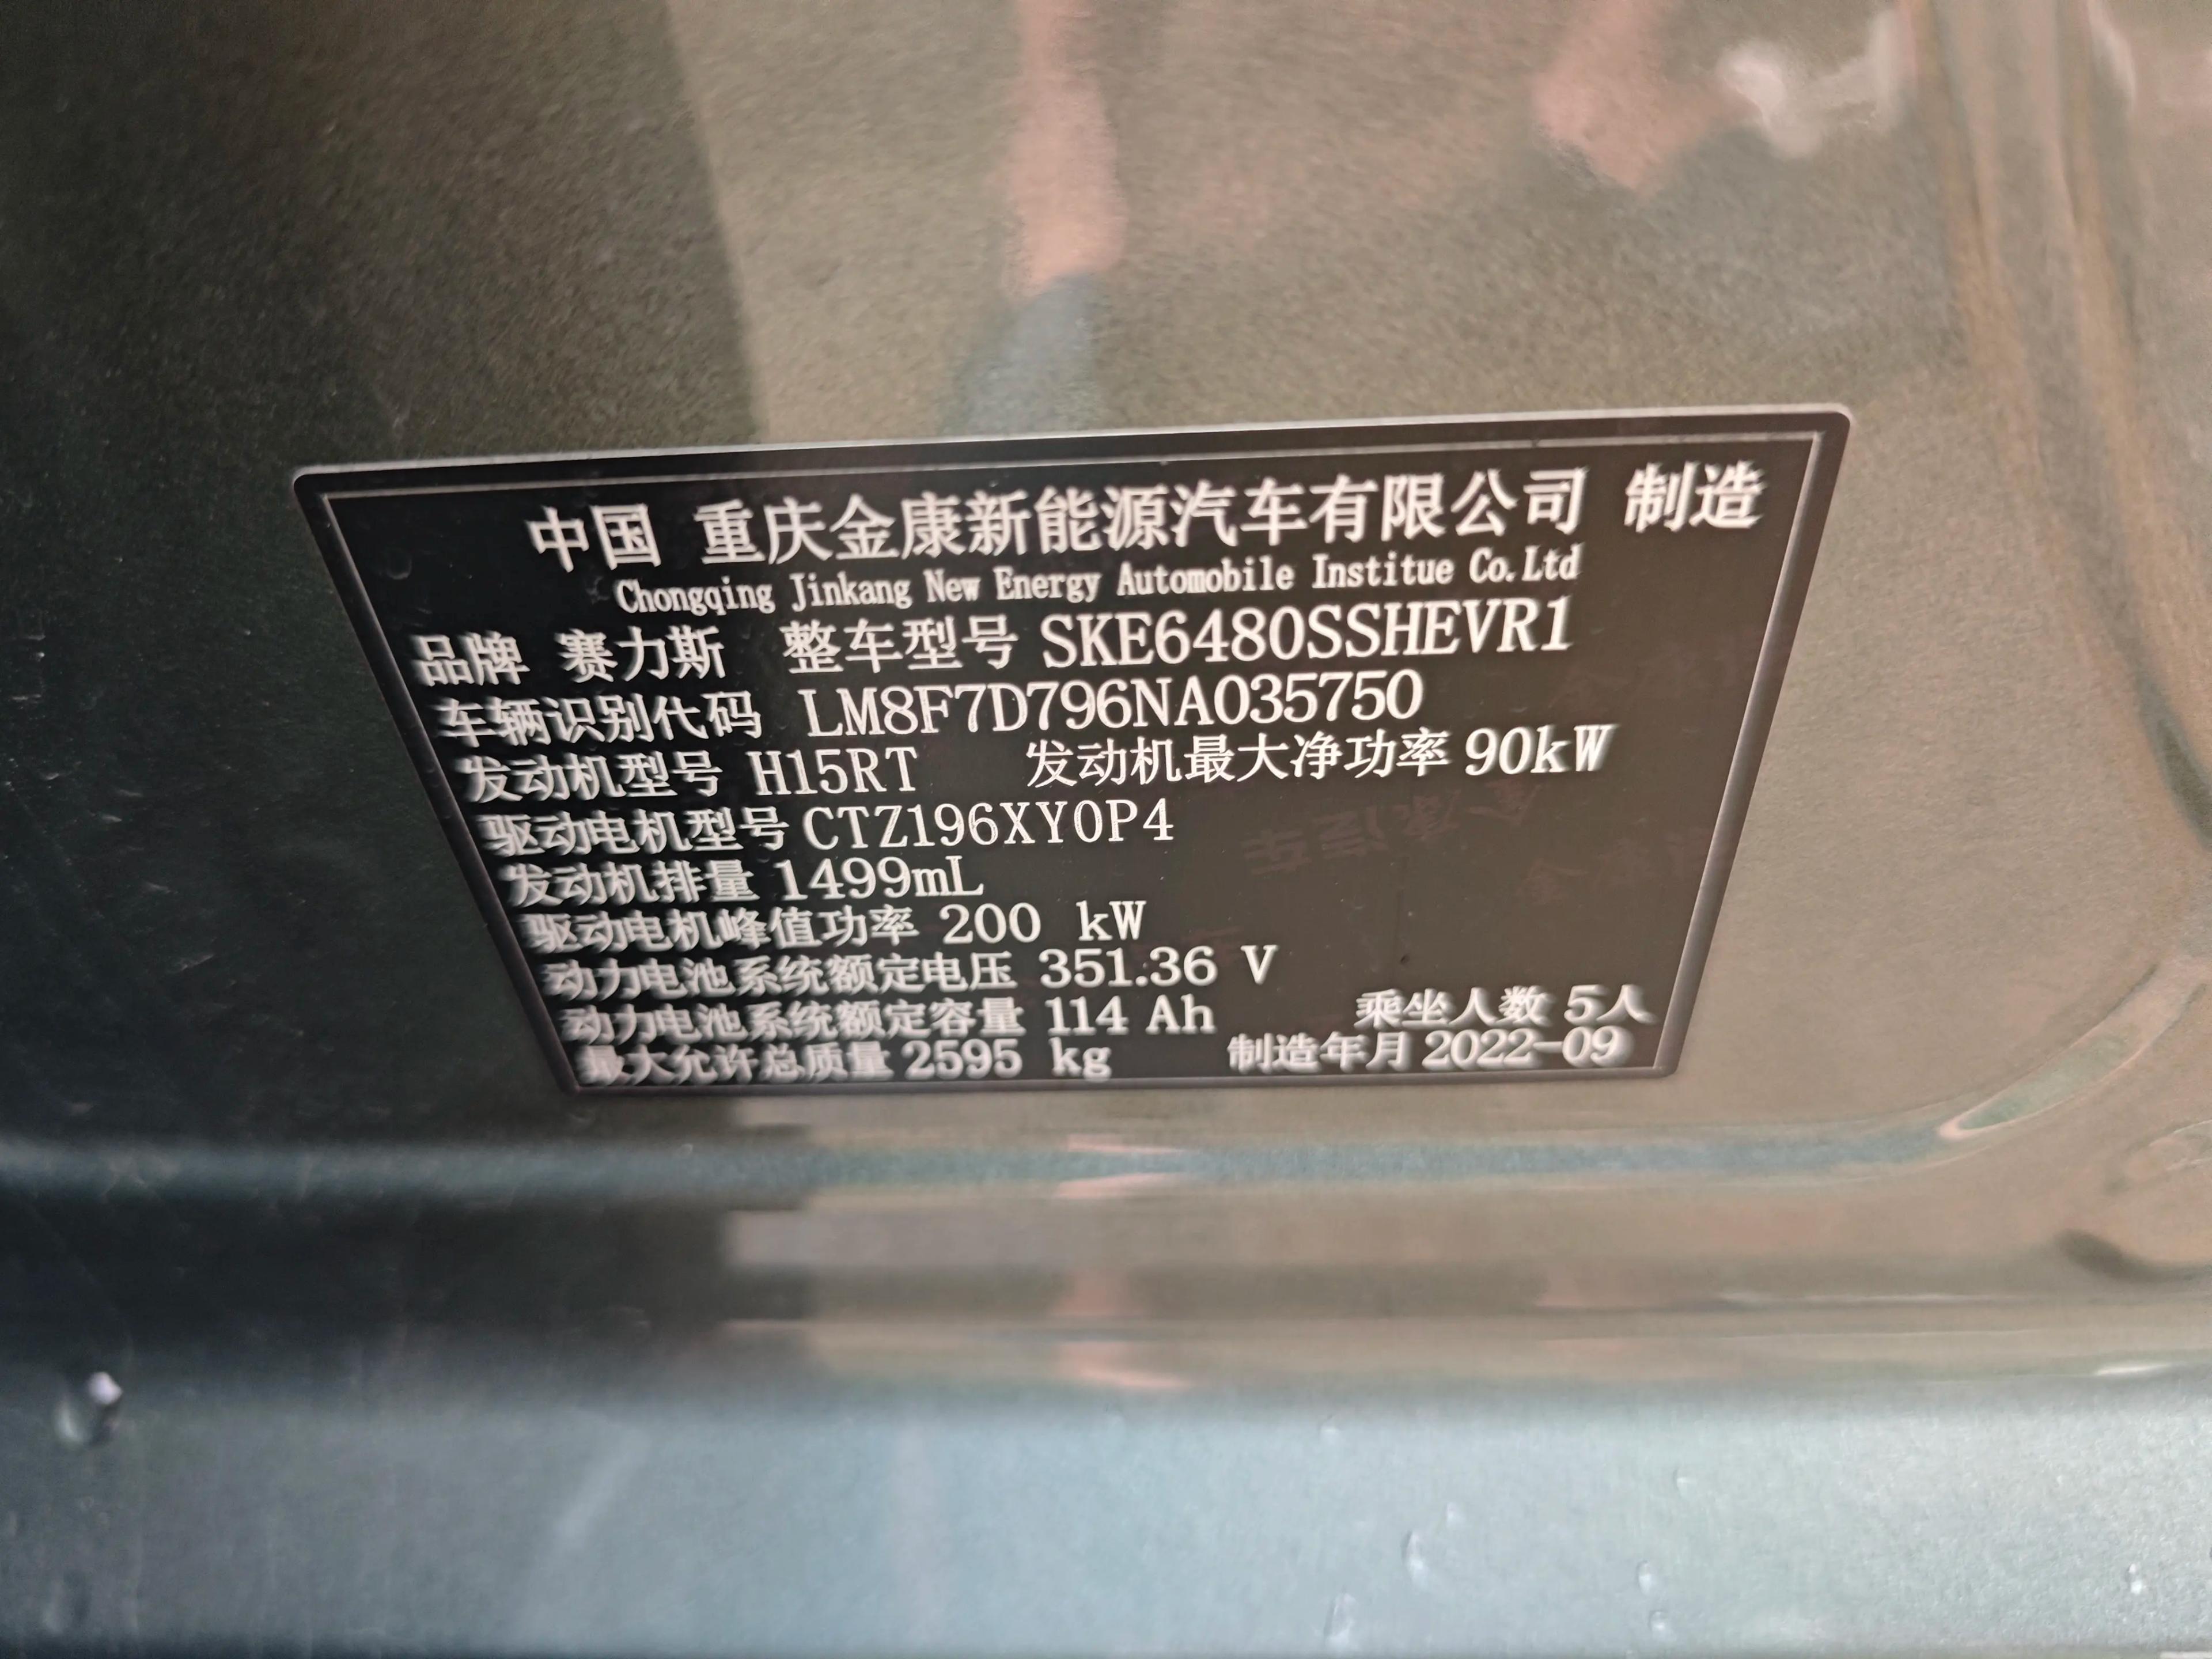 中国 重庆金康新能源汽车有限公司 制造
Chongqing Jinkang New Energy Automobile Institue Co.Ltd
品牌 赛力斯 整车型号 SKE6480SSHEVR1
车辆识别代码 LM8F7D796NA035750
发动机型号 H15RT 发动机最大净功率 90kW
驱动电机型号 CTZ196XY0P4
发动机排量 1499mL
驱动电机峰值功率 200 kW
动力电池系统额定电压 351.36 V
动力电池系统额定容量 114 Ah 乘坐人数 5人
最大允许总质量 2595 kg 制造年月 2022-09